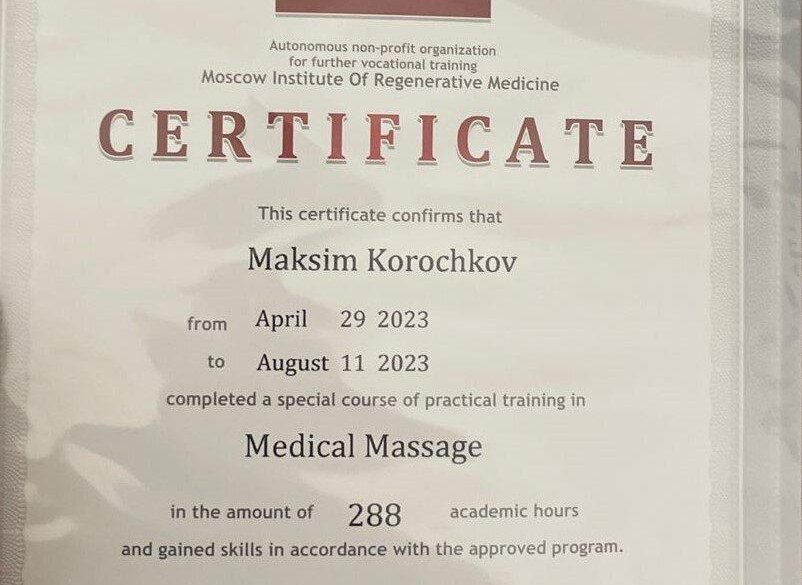 Autonomous non-profit organization
for further vocational training
Moscow Institute Of Regenerative Medicine
CERTIFICATE
This certificate confirms that
Maksim Korochkov
from April 29 2023
to August 11 2023
completed a special course of practical training in
Medical Massage
in the amount of 288 academic hours
and gained skills in accordance with the approved program.